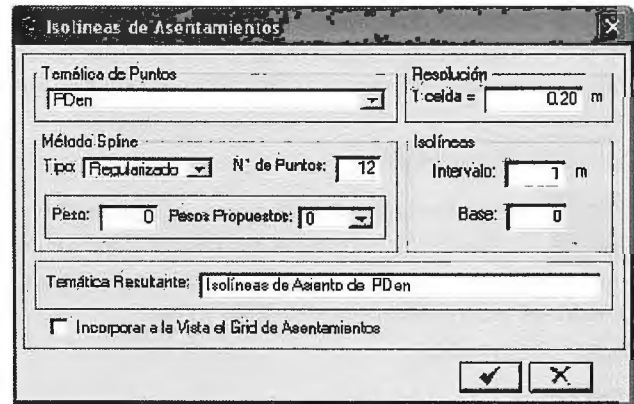 Isolíneas de Asentamientos
Temática de Puntos
PDen
Resolución
T celda = 0.20 m
Método Spine
Tipo: Regularizado Nº de Puntos: 12
Peso: 0 Pesos Propuestos: 0
Isolíneas
Intervalo: 1 m
Base: 0
Temática Resultante: Isolíneas de Asiento de PDen
Incorporar a la Vista el Grid de Asentamientos